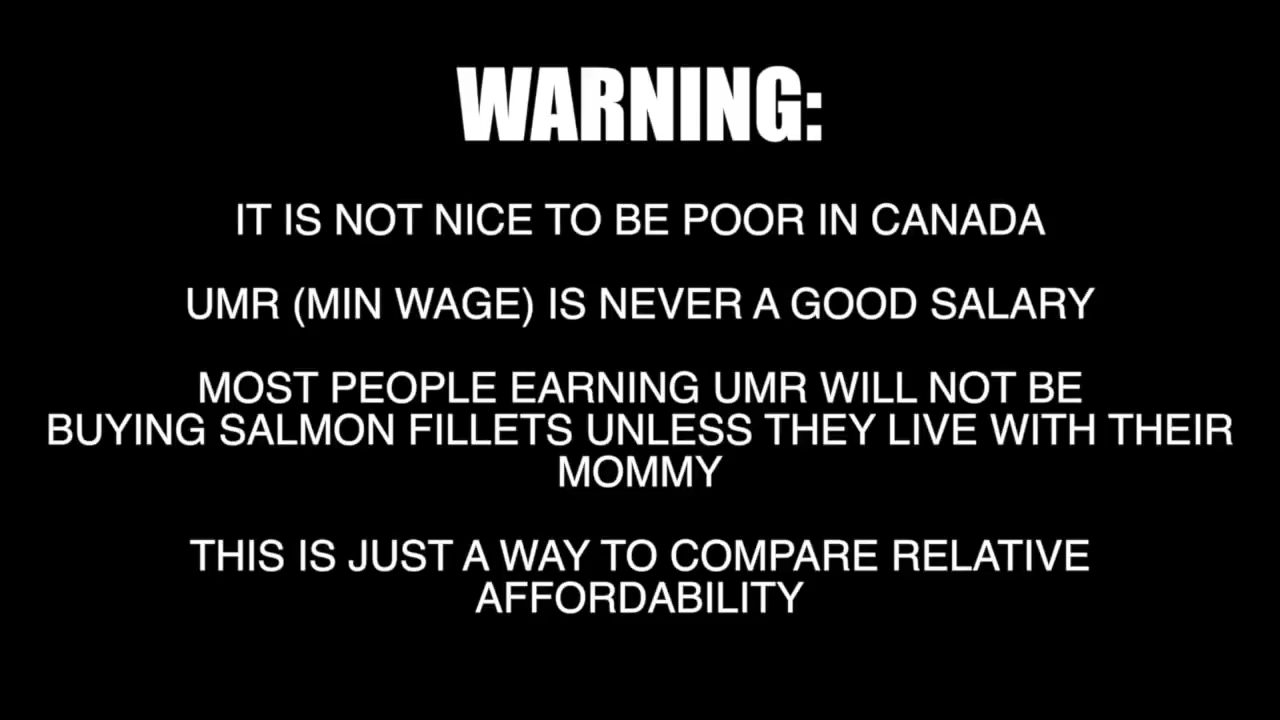 WARNING:
IT IS NOT NICE TO BE POOR IN CANADA
UMR (MIN WAGE) IS NEVER A GOOD SALARY
MOST PEOPLE EARNING UMR WILL NOT BE
BUYING SALMON FILLETS UNLESS THEY LIVE WITH THEIR
MOMMY
THIS IS JUST A WAY TO COMPARE RELATIVE
AFFORDABILITY